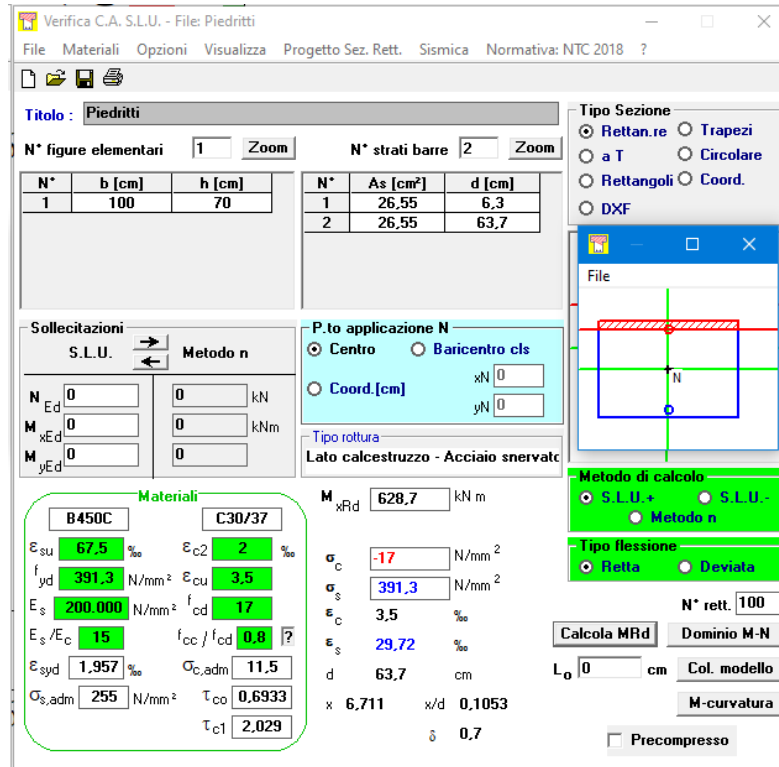 Verifica C.A. S.L.U. - File: Piedritti
File Materiali Opzioni Visualizza Progetto Sez. Rett. Sismica Normativa: NTC 2018 ?
Titolo : Piedritti
N* figure elementari 1 Zoom
N* strati barre 2 Zoom
N* b [cm] h [cm]
1 100 70
N* As [cm²] d [cm]
1 26,55 6,3
2 26,55 63,7
Tipo Sezione
Rettan.re Trapezi
a T Circolare
Rettangoli Coord.
DXF
File
N
Sollecitazioni
S.L.U. Metodo n
N Ed 0 0 kN
M xEd 0 0 kNm
M yEd 0 0
P.to applicazione N
Centro Baricentro cls
Coord.[cm] xN 0
yN 0
Tipo rottura
Lato calcestruzzo - Acciaio snervato
Metodo di calcolo
S.L.U.+ S.L.U.-
Metodo n
Tipo flessione
Retta Deviata
Materiali
B450C C30/37
εsu 67,5 ‰ εc2 2 ‰
fyd 391,3 N/mm² εcu 3,5
Es 200.000 N/mm² fcd 17
Es/Ec 15 fcc / fcd 0,8 ?
εsyd 1,957 ‰ σc,adm 11,5
σs,adm 255 N/mm² τco 0,6933
τc1 2,029
M xRd 628,7 kN m
σc -17 N/mm²
σs 391,3 N/mm²
εc 3,5 ‰
εs 29,72 ‰
d 63,7 cm
x 6,711 x/d 0,1053
δ 0,7
N* rett. 100
Calcola MRd Dominio M-N
Lo 0 cm Col. modello
M-curvatura
Precompresso